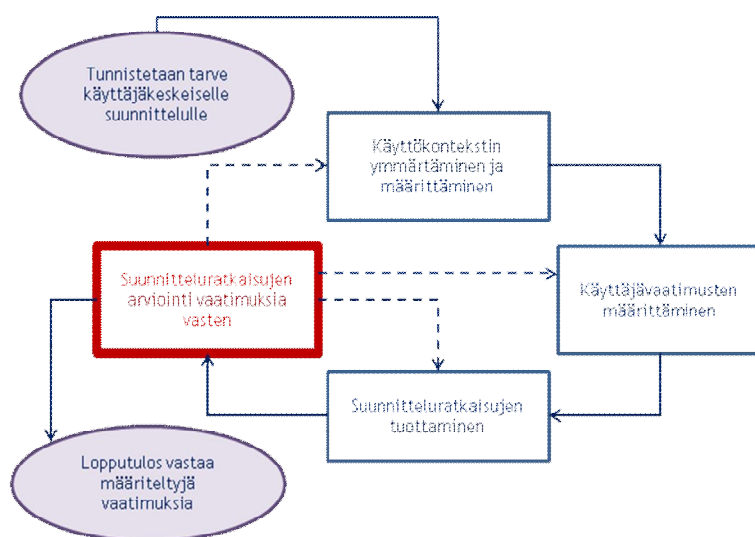 Tunnistetaan tarve
käyttäjäkeskeiselle
suunnittelulle
Käyttökontekstin
ymmärtäminen ja
määrittäminen
Suunnitteluratkaisujen
arviointi vaatimuksia
vasten
Käyttäjävaatimusten
määrittäminen
Suunnitteluratkaisujen
tuottaminen
Lopputulos vastaa
määriteltyjä
vaatimuksia